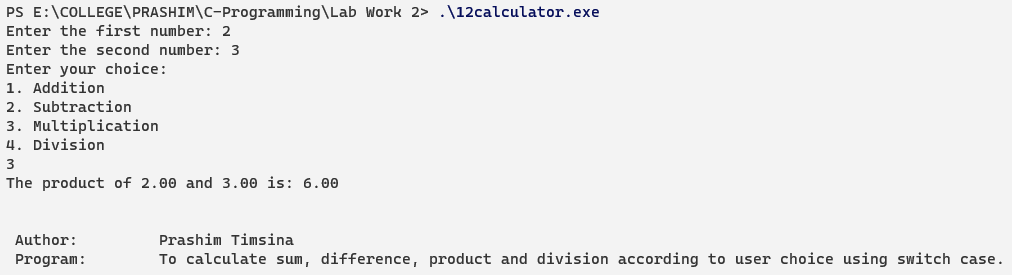 PS E:\COLLEGE\PRASHIM\C-Programming\Lab Work 2> .\12calculator.exe
Enter the first number: 2
Enter the second number: 3
Enter your choice:
1. Addition
2. Subtraction
3. Multiplication
4. Division
3
The product of 2.00 and 3.00 is: 6.00
Author: Prashim Timsina
Program: To calculate sum, difference, product and division according to user choice using switch case.